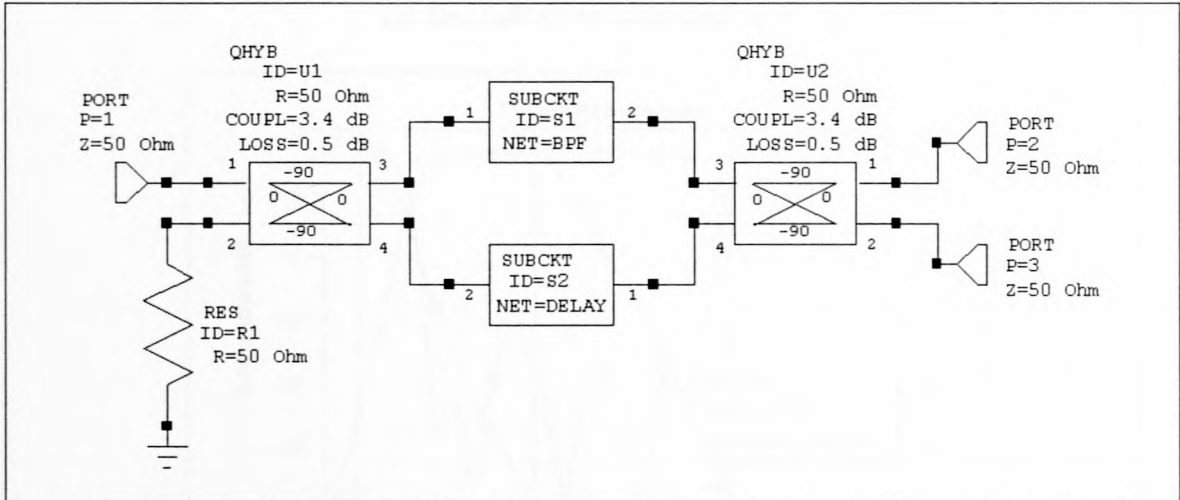 PORT
P=1
Z=50 Ohm
1
2
QHYB
ID=U1
R=50 Ohm
COUPL=3.4 dB
LOSS=0.5 dB
-90
0 0
-90
3
4
RES
ID=R1
R=50 Ohm
1
SUBCKT
ID=S1
NET=BPF
2
2
SUBCKT
ID=S2
NET=DELAY
1
QHYB
ID=U2
R=50 Ohm
COUPL=3.4 dB
LOSS=0.5 dB
3
4
-90
0 0
-90
1
2
PORT
P=2
Z=50 Ohm
PORT
P=3
Z=50 Ohm